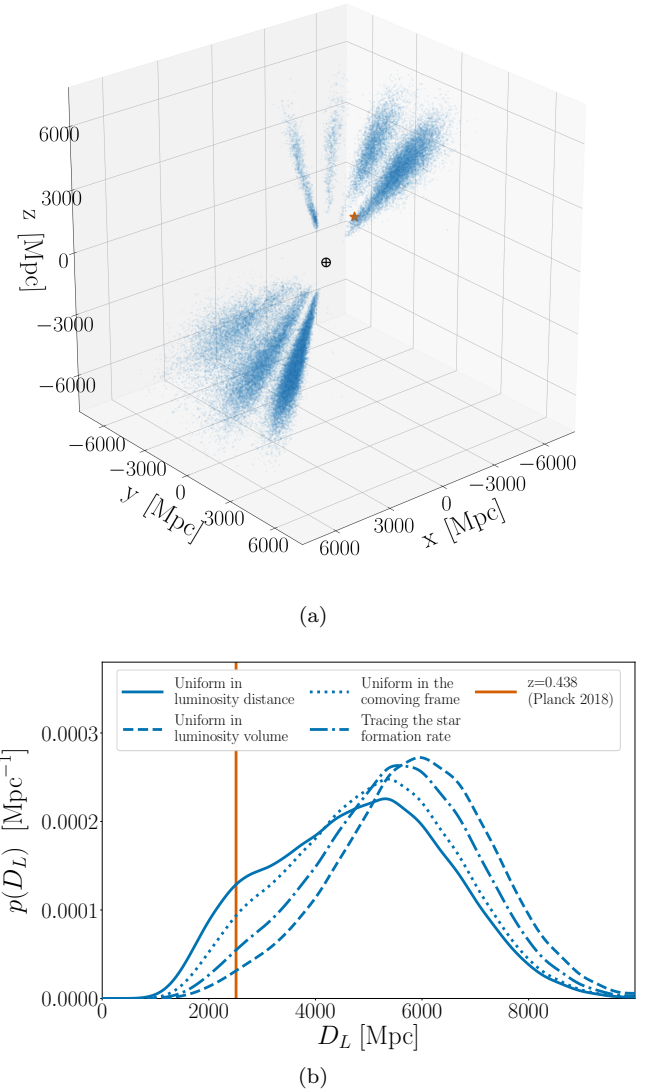 6000
3000
0
−3000
−6000
z [Mpc]
−6000
−3000
0
3000
6000
y [Mpc]
6000
3000
0
−3000
−6000
x [Mpc]
(a)
Uniform in
luminosity distance
Uniform in
luminosity volume
Uniform in the
comoving frame
Tracing the star
formation rate
z=0.438
(Planck 2018)
0.0003
0.0002
0.0001
0.0000
p(D_L) [Mpc⁻¹]
0 2000 4000 6000 8000
D_L [Mpc]
(b)